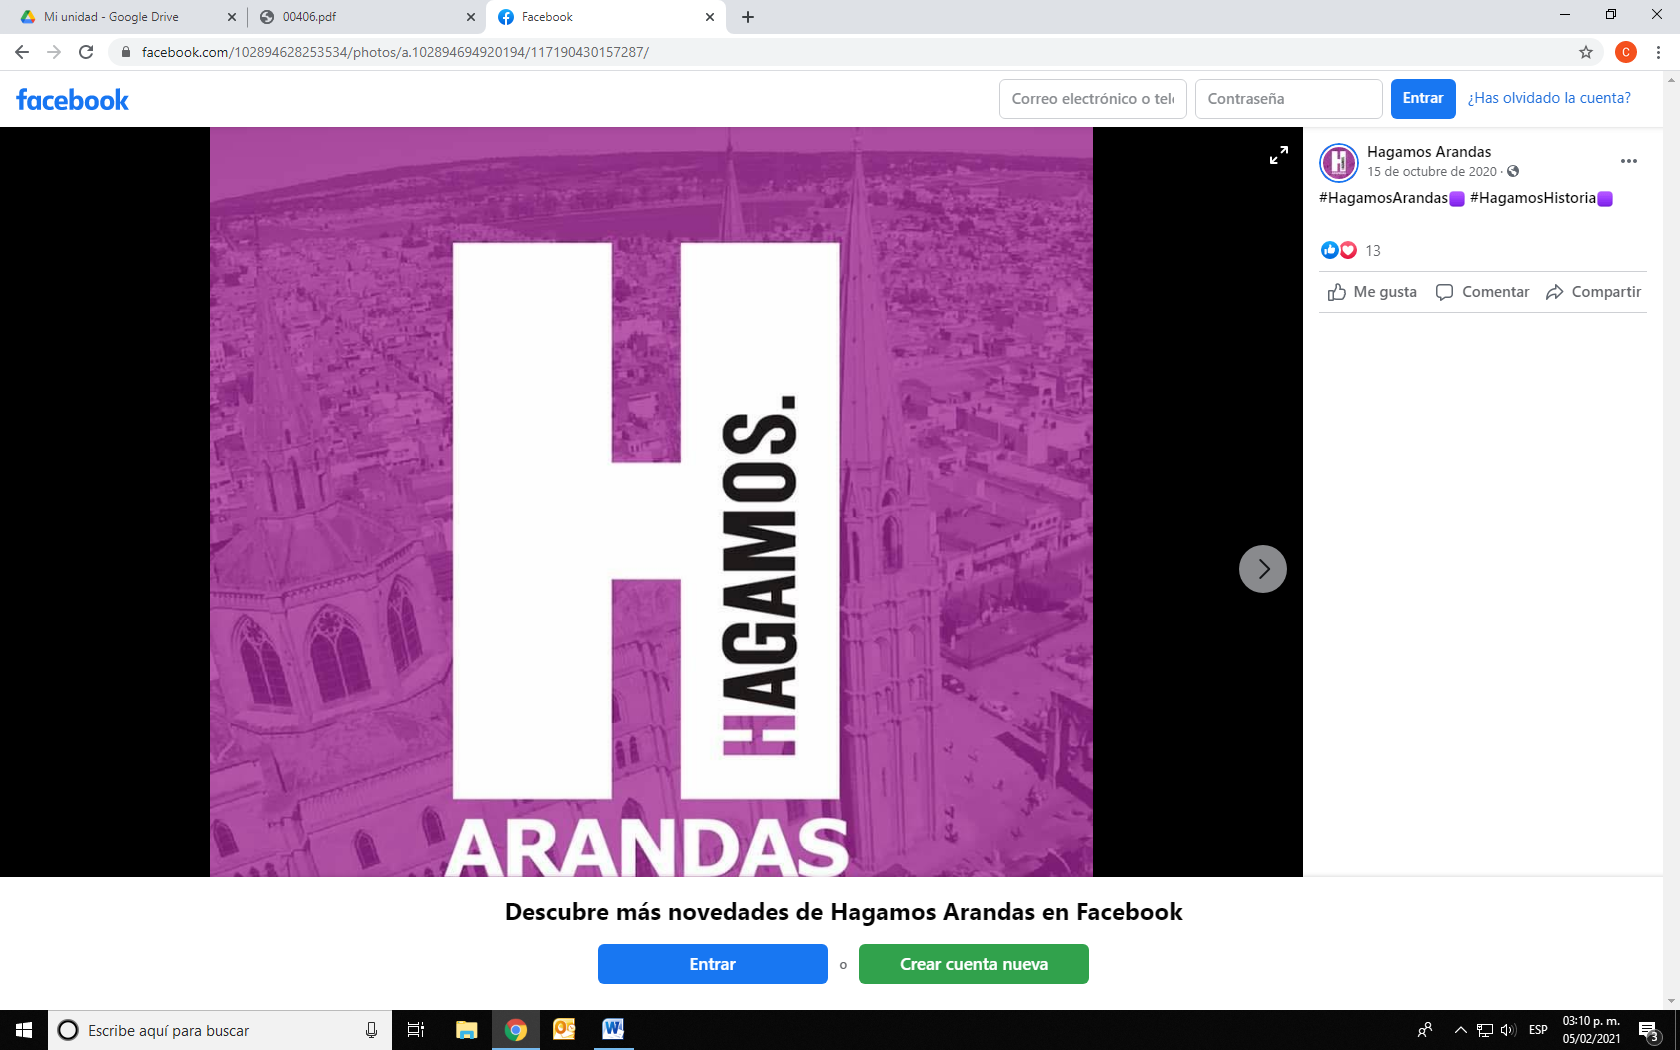 Mi unidad - Google Drive
00406.pdf
Facebook
facebook.com/102894628253534/photos/a.102894694920194/117190430157287/
C
facebook
Correo electrónico o telé
Contraseña
Entrar
¿Has olvidado la cuenta?
Hagamos Arandas
15 de octubre de 2020 ·
#HagamosArandas🟪 #HagamosHistoria🟪
13
Me gusta
Comentar
Compartir
H
HAGAMOS.
ARANDAS
Descubre más novedades de Hagamos Arandas en Facebook
Entrar
o
Crear cuenta nueva
Escribe aquí para buscar
ESP
03:10 p. m.
05/02/2021
3